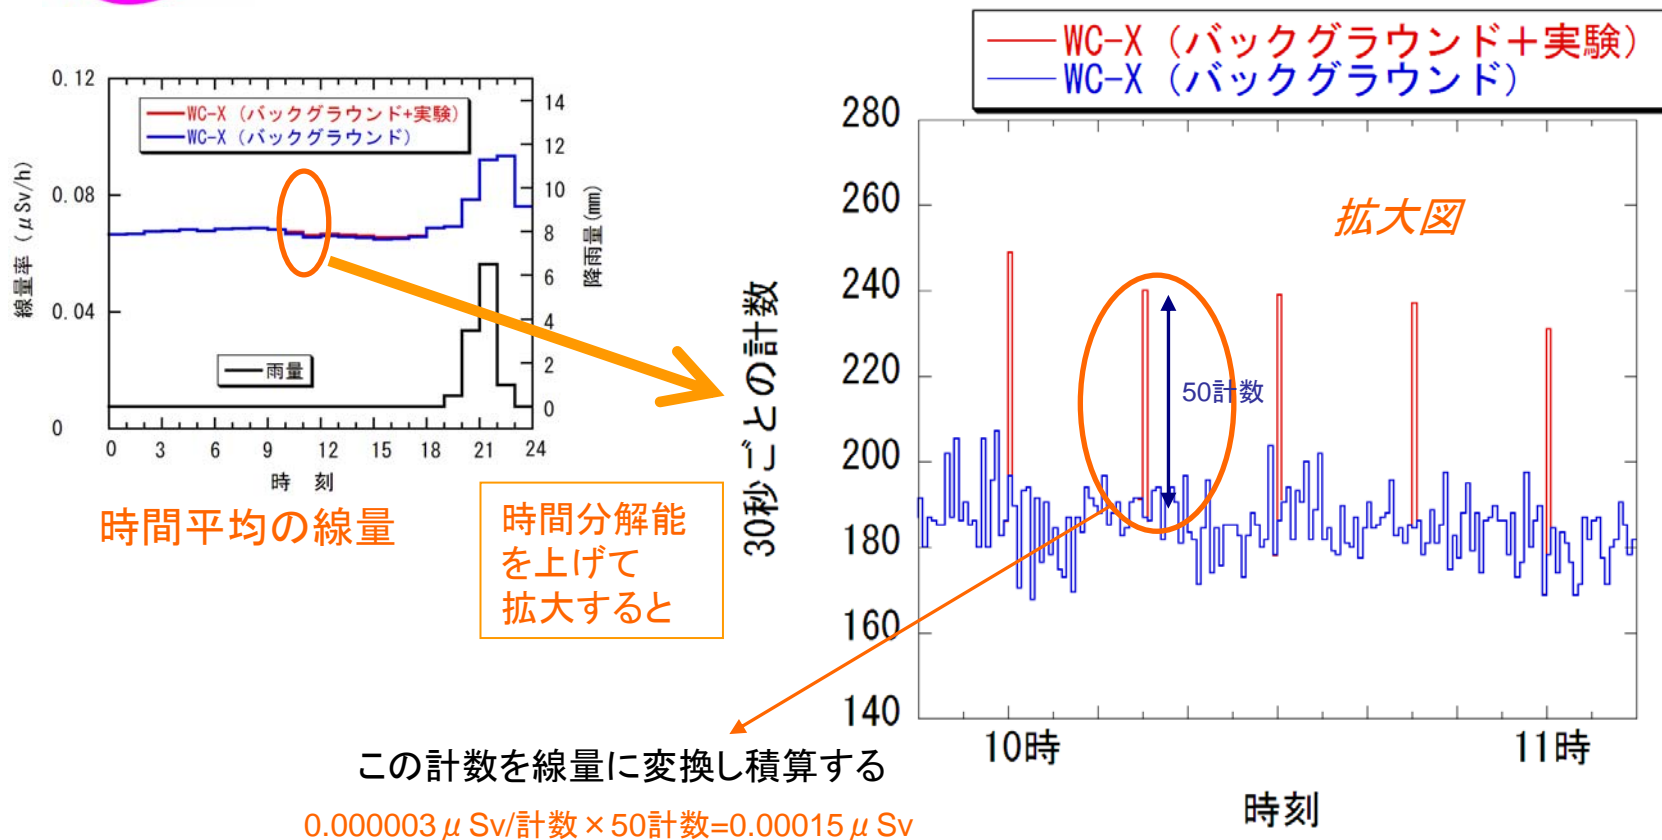 WC-X (バックグラウンド+実験)
WC-X (バックグラウンド)
0.12
0.08
0.04
0
線量率 (μSv/h)
14
12
10
8
6
4
2
0
降雨量(mm)
雨量
0 3 6 9 12 15 18 21 24
時 刻
時間平均の線量
時間分解能
を上げて
拡大すると
WC-X (バックグラウンド+実験)
WC-X (バックグラウンド)
280
260
240
220
200
180
160
140
30秒ごとの計数
拡大図
50計数
10時 11時
時刻
この計数を線量に変換し積算する
0.000003μSv/計数×50計数=0.00015μSv